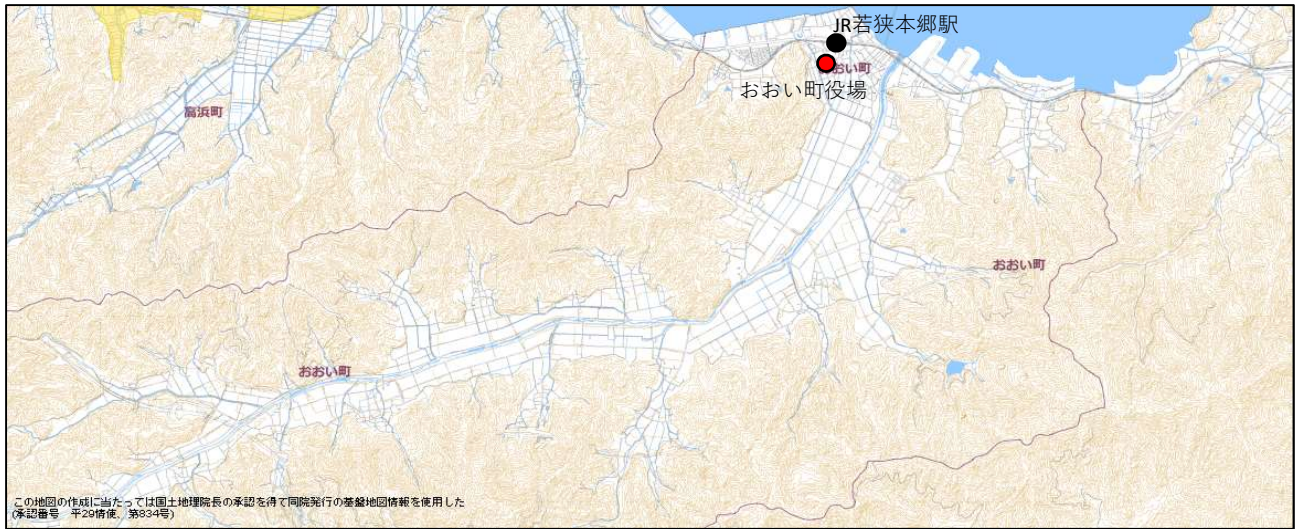 JR若狭本郷駅
おおい町
おおい町役場
高浜町
おおい町
おおい町
この地図の作成に当たっては国土地理院長の承認を得て同院発行の基盤地図情報を使用した
(承認番号　平29情使、第834号)